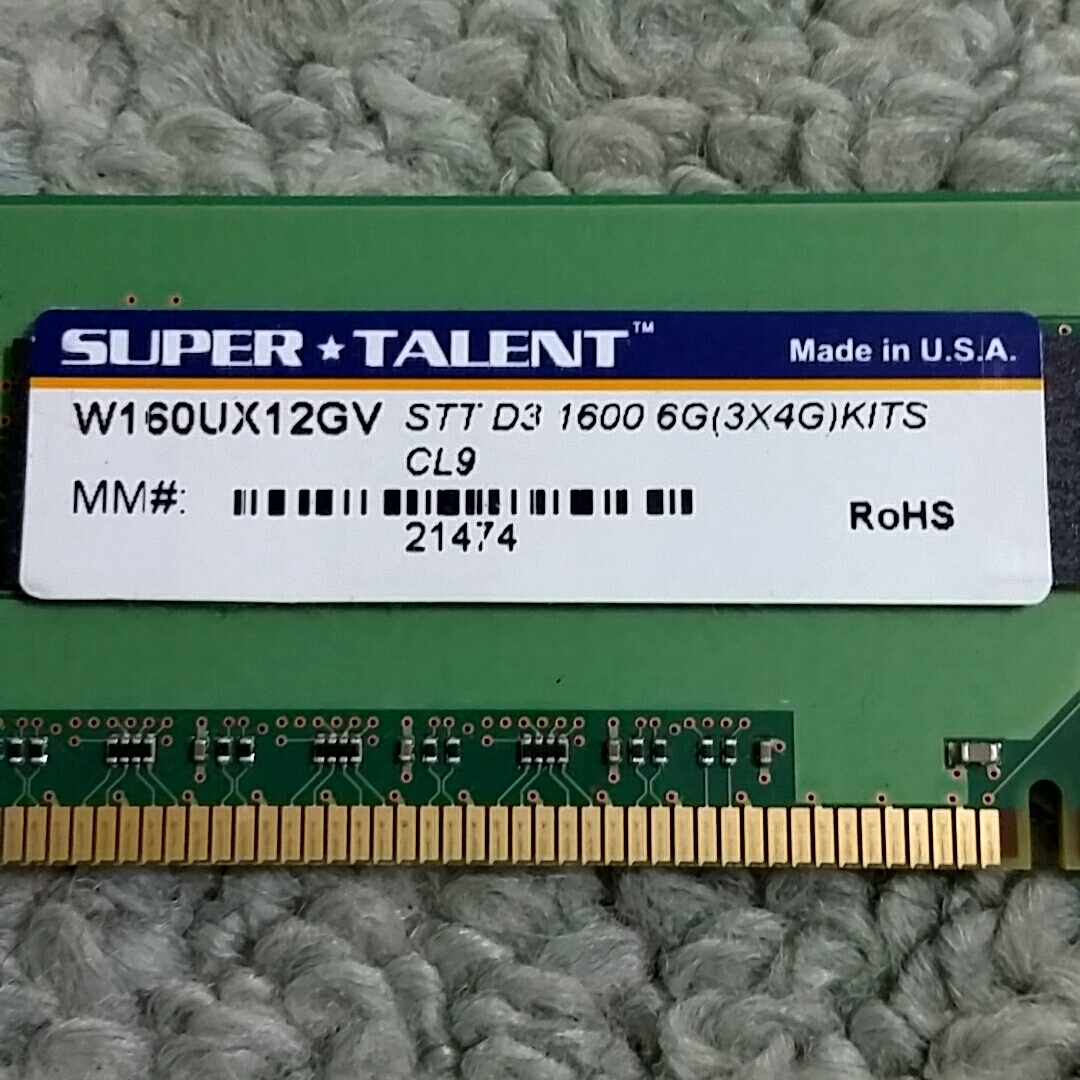 SUPER★TALENT™ Made in U.S.A.
W160UX12GV STT D3 1600 6G(3X4G)KITS
CL9
MM#:
21474
RoHS